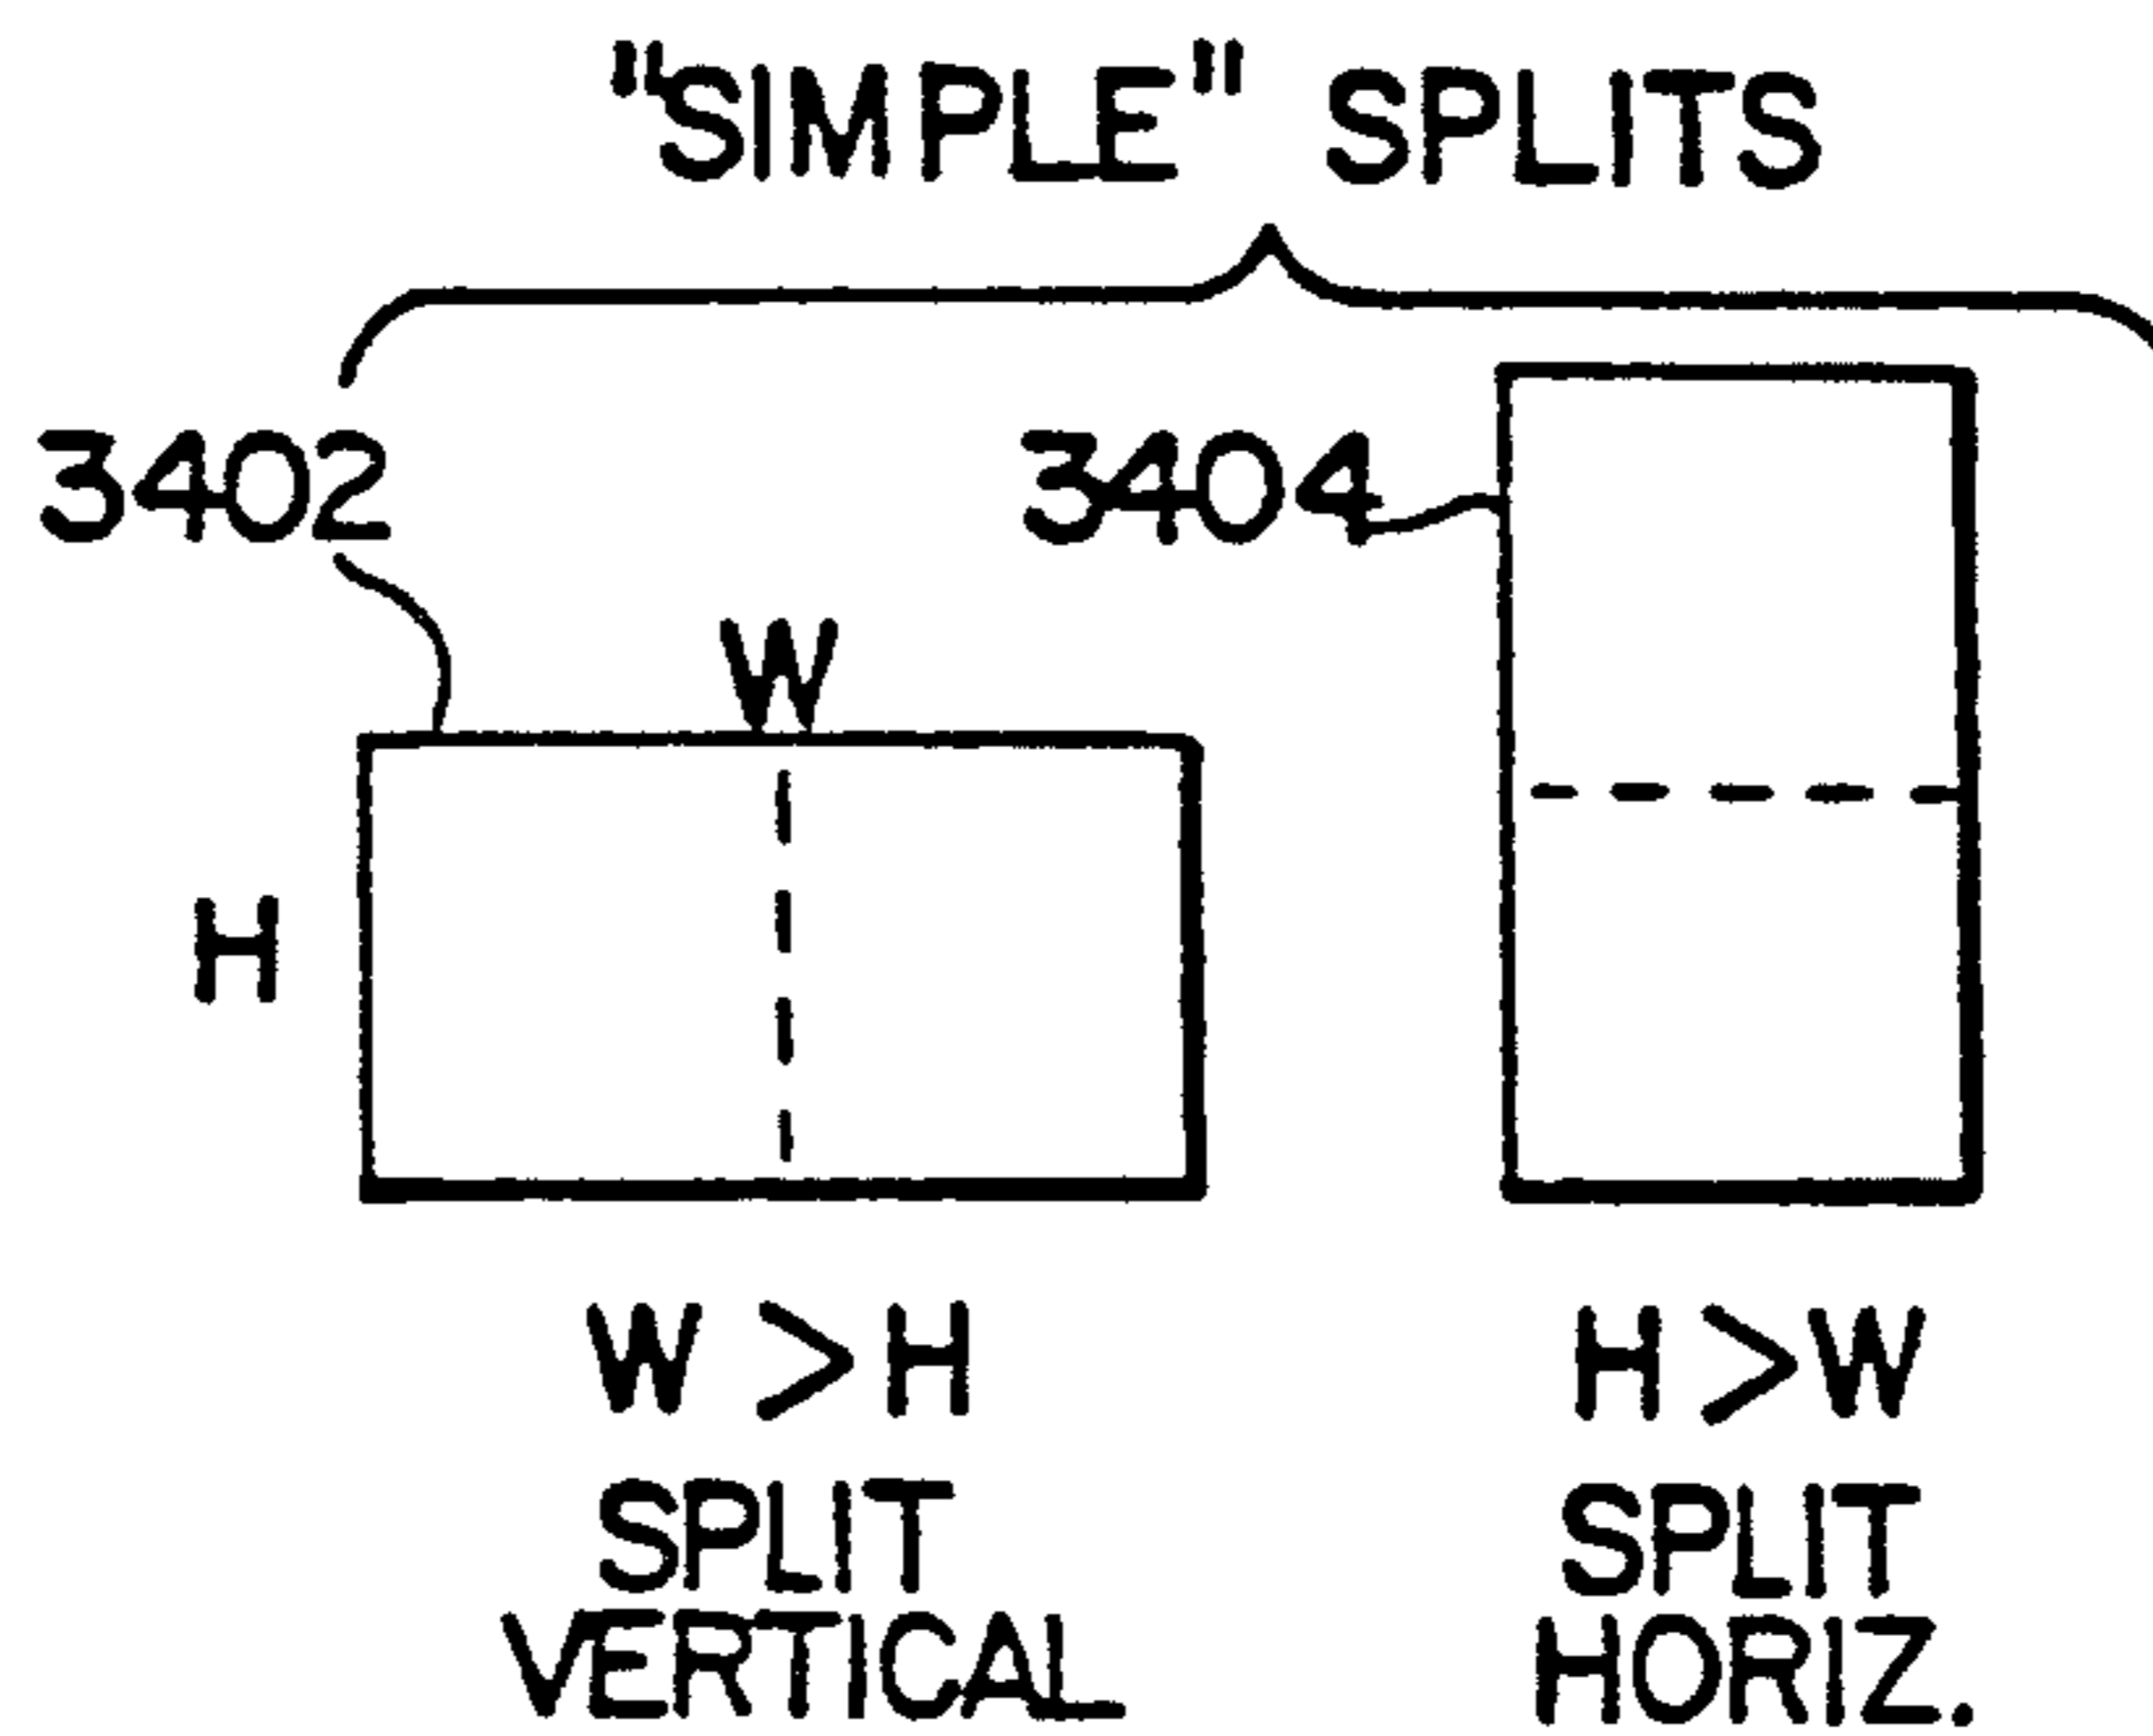 "SIMPLE" SPLITS
3402
3404
W
H
W > H
SPLIT
VERTICAL
H > W
SPLIT
HORIZ.